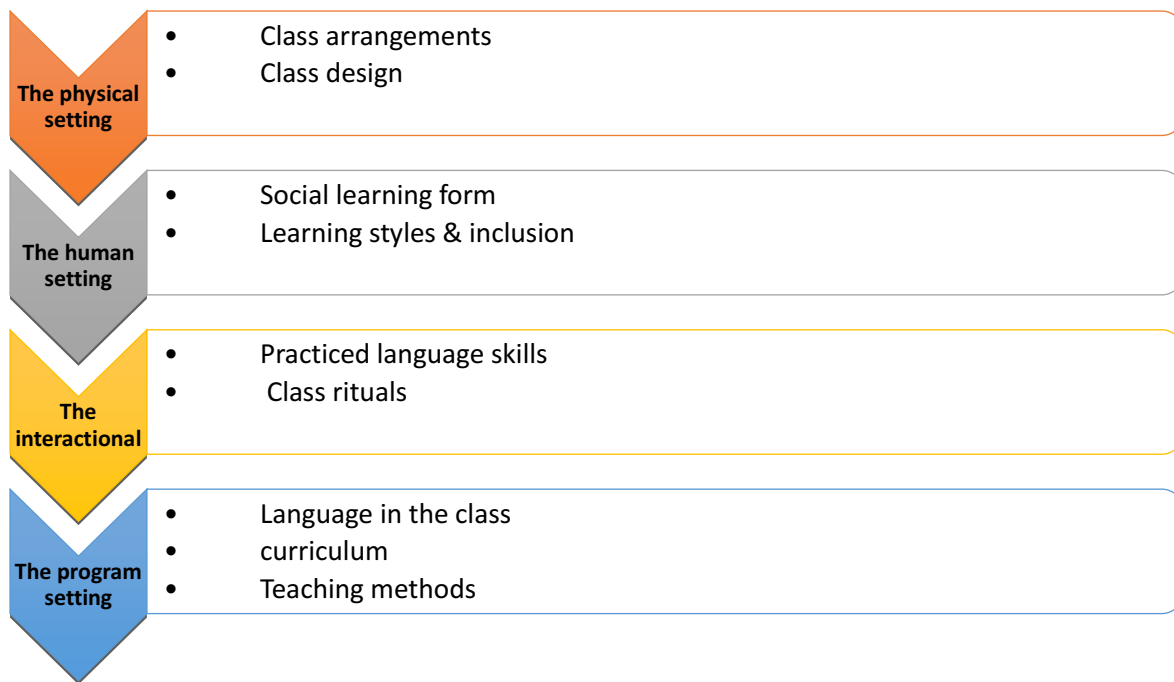 The physical
setting
• Class arrangements
• Class design
The human
setting
• Social learning form
• Learning styles & inclusion
The
interactional
• Practiced language skills
• Class rituals
The program
setting
• Language in the class
• curriculum
• Teaching methods